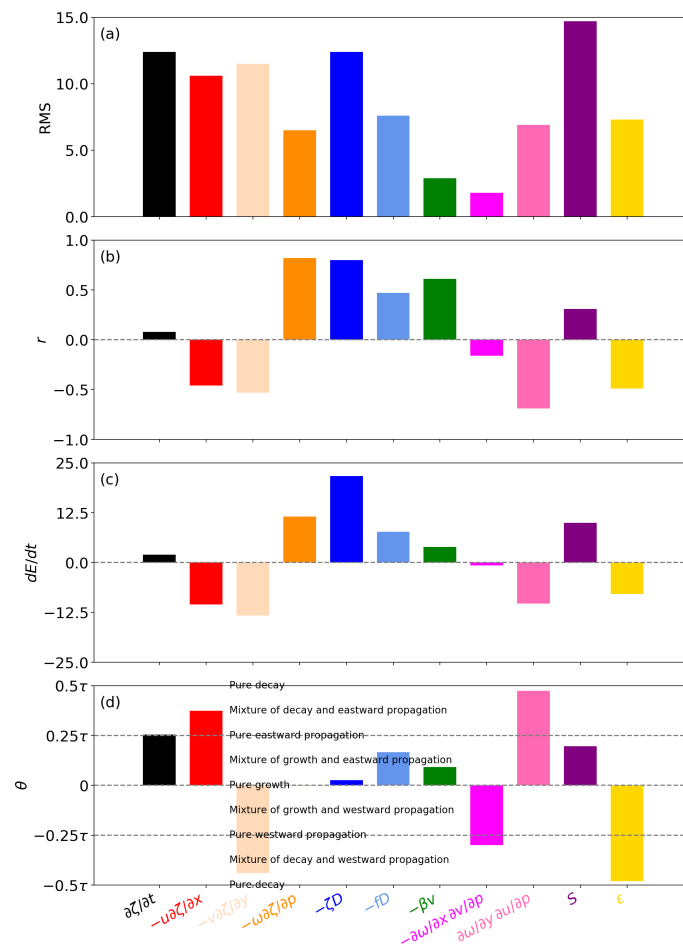 15.0
(a)
10.0
RMS
5.0
0.0
1.0
(b)
0.5
r
0.0
−0.5
−1.0
25.0
(c)
12.5
dE/dt
0.0
−12.5
−25.0
0.5τ
Pure decay
(d)
Mixture of decay and eastward propagation
0.25τ
Pure eastward propagation
Mixture of growth and eastward propagation
θ
0
Pure growth
Mixture of growth and westward propagation
−0.25τ
Pure westward propagation
Mixture of decay and westward propagation
−0.5τ
Pure decay
∂ζ/∂t
−u∂ζ/∂x
−v∂ζ/∂y
−ω∂ζ/∂p
−ζD
−fD
−βv
−∂ω/∂x ∂v/∂p
∂ω/∂y ∂u/∂p
S
ε